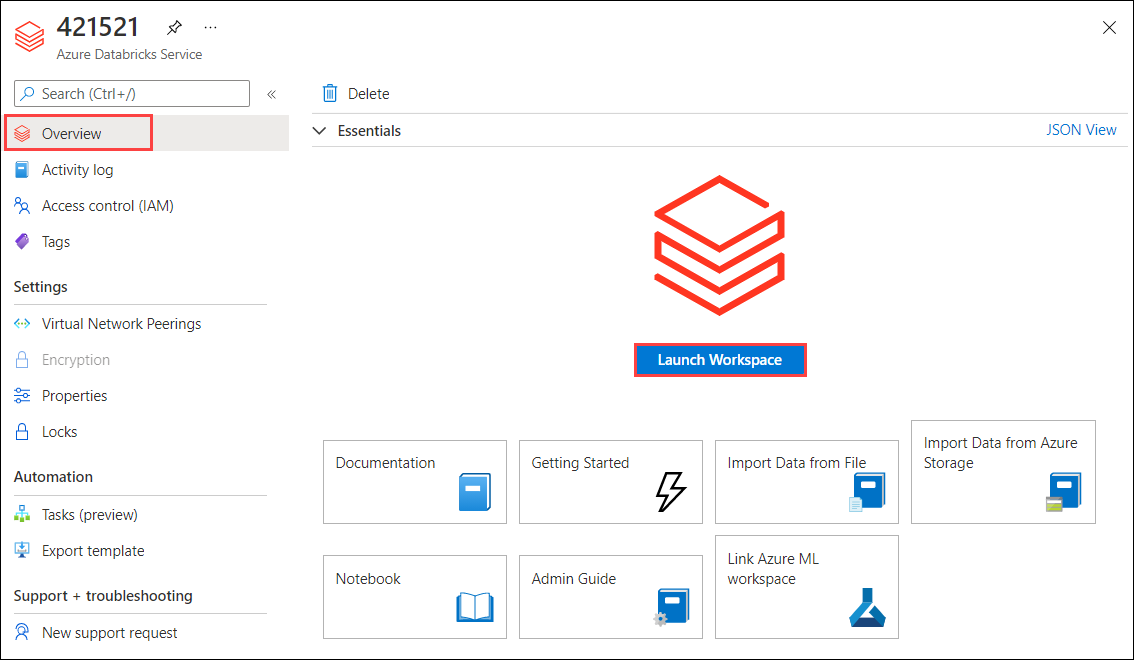 421521
...
Azure Databricks Service
Search (Ctrl+/)
«
Overview
Activity log
Access control (IAM)
Tags
Settings
Virtual Network Peerings
Encryption
Properties
Locks
Automation
Tasks (preview)
Export template
Support + troubleshooting
New support request
Delete
Essentials
JSON View
Launch Workspace
Documentation
Getting Started
Import Data from File
Import Data from Azure
Storage
Notebook
Admin Guide
Link Azure ML
workspace